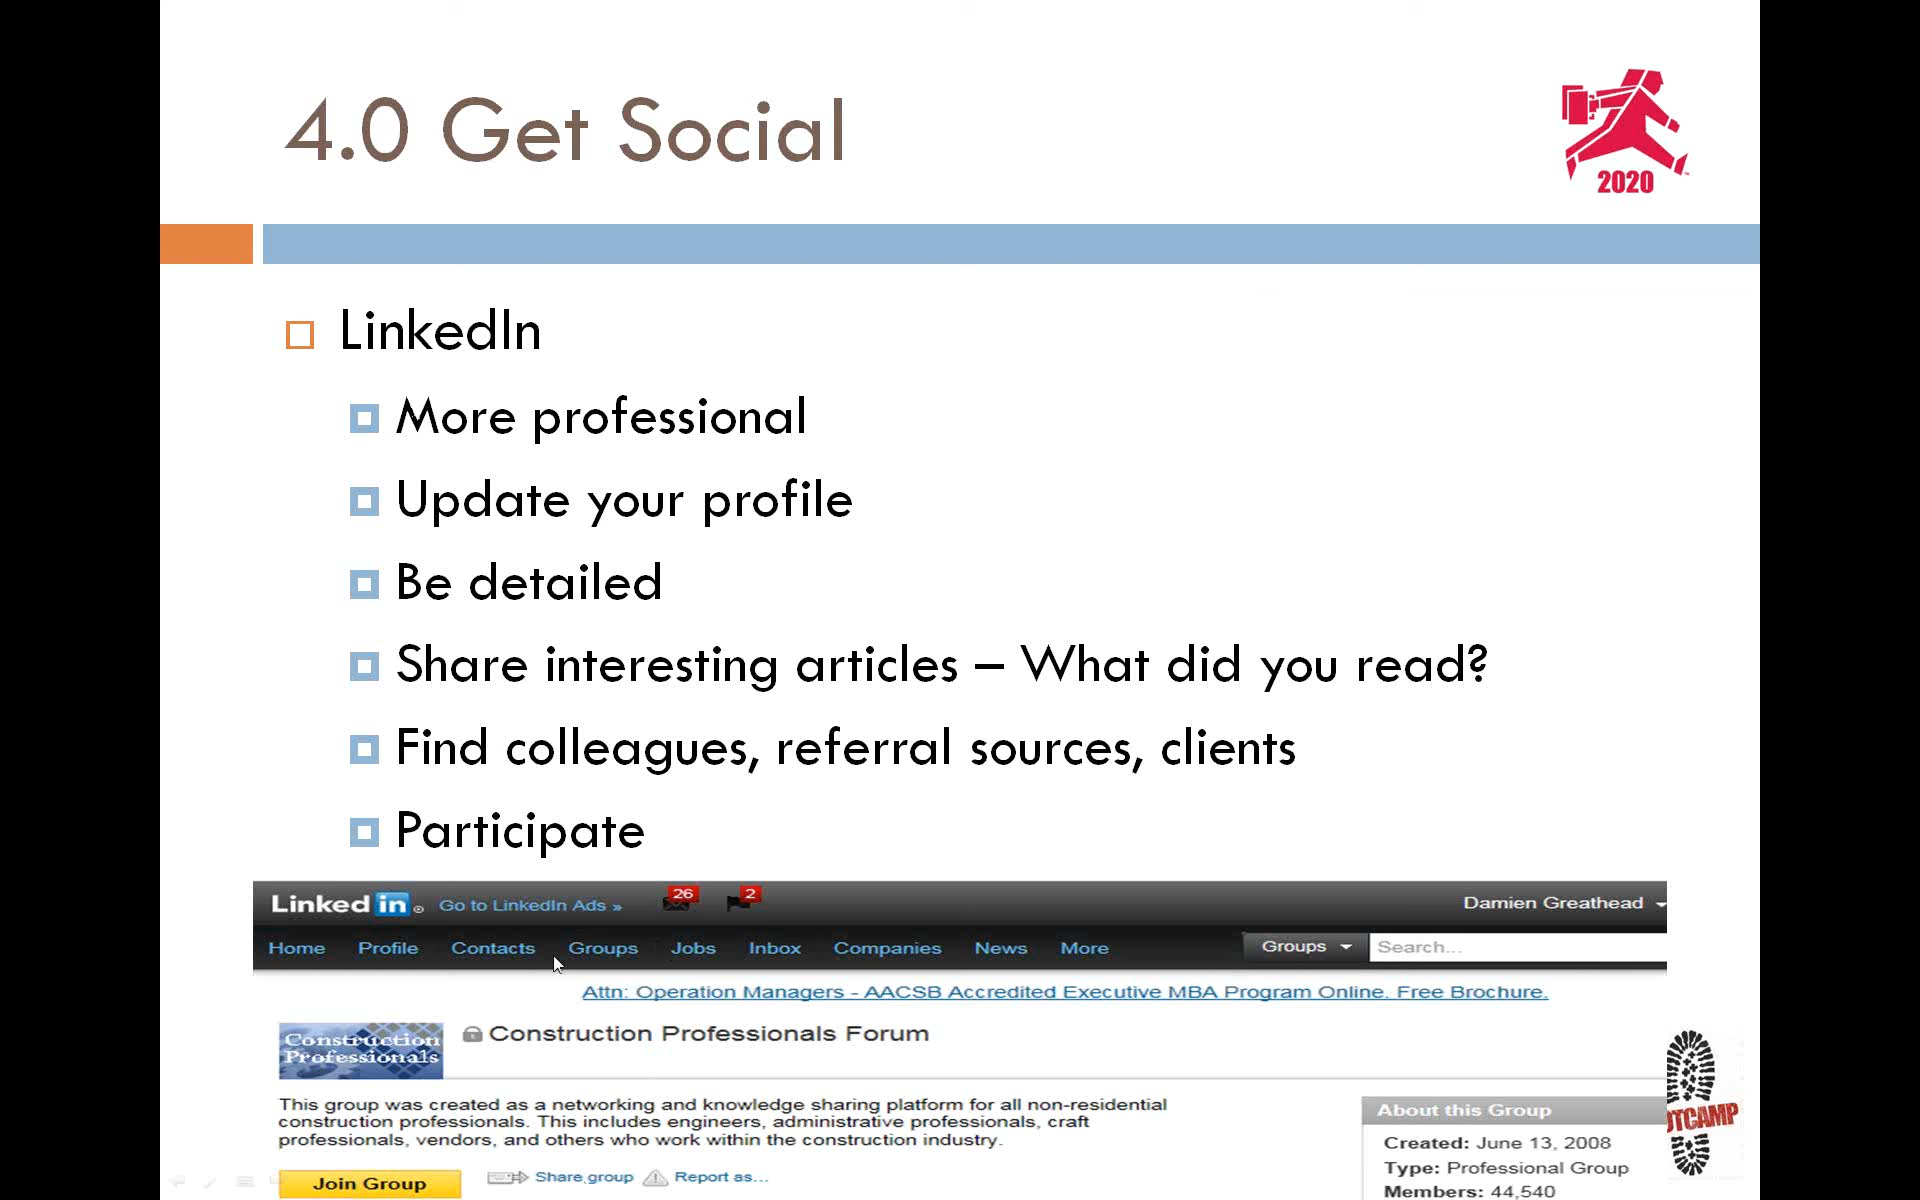 4.0 Get Social
2020
LinkedIn
More professional
Update your profile
Be detailed
Share interesting articles – What did you read?
Find colleagues, referral sources, clients
Participate
Linked in® Go to LinkedIn Ads » 26 2 Damien Greathead
Home Profile Contacts Groups Jobs Inbox Companies News More Groups Search...
Attn: Operation Managers - AACSB Accredited Executive MBA Program Online. Free Brochure.
Construction
Professionals
Construction Professionals Forum
This group was created as a networking and knowledge sharing platform for all non-residential
construction professionals. This includes engineers, administrative professionals, craft
professionals, vendors, and others who work within the construction industry.
Join Group Share group Report as...
About this Group
Created: June 13, 2008
Type: Professional Group
Members: 44,540
OTCAMP